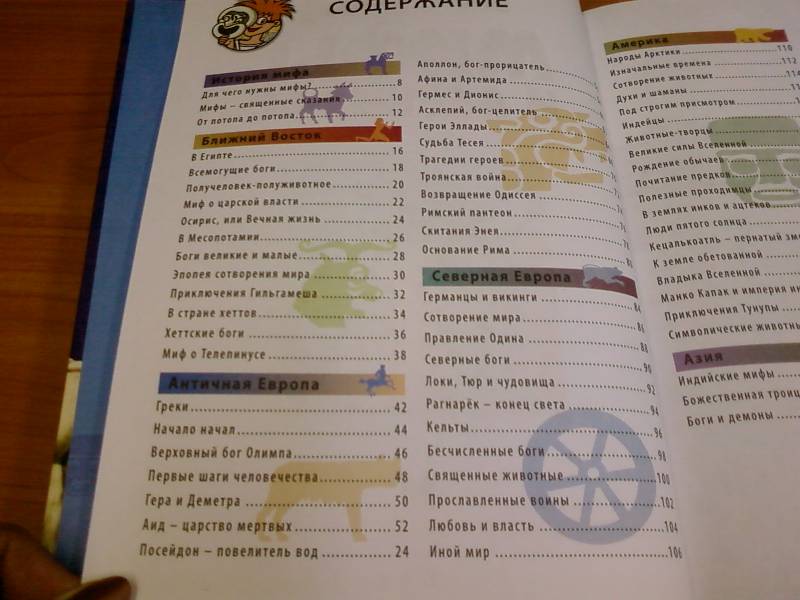 СОДЕРЖАНИЕ
История мифа
Для чего нужны мифы? 8
Мифы – священные сказания 10
От потопа до потопа 12
Ближний Восток
В Египте 16
Всемогущие боги 18
Получеловек-полуживотное 20
Миф о царской власти 22
Осирис, или Вечная жизнь 24
В Месопотамии 26
Боги великие и малые 28
Эпопея сотворения мира 30
Приключения Гильгамеша 32
В стране хеттов 34
Хеттские боги 36
Миф о Телепинусе 38
Античная Европа
Греки 42
Начало начал 44
Верховный бог Олимпа 46
Первые шаги человечества 48
Гера и Деметра 50
Аид – царство мертвых 52
Посейдон – повелитель вод 24
Аполлон, бог-прорицатель
Афина и Артемида
Гермес и Дионис
Асклепий, бог-целитель
Герои Эллады
Судьба Тесея
Трагедии героев
Троянская война
Возвращение Одиссея
Римский пантеон
Скитания Энея
Основание Рима
Северная Европа
Германцы и викинги 84
Сотворение мира 86
Правление Одина 88
Северные боги 90
Локи, Тюр и чудовища 92
Рагнарёк – конец света 94
Кельты 96
Бесчисленные боги 98
Священные животные 100
Прославленные воины 102
Любовь и власть 104
Иной мир 106
Америка
Народы Арктики 110
Изначальные времена 112
Сотворение животных 114
Духи и шаманы
Под строгим присмотром
Индейцы
Животные-творцы
Великие силы Вселенной
Рождение обычаев
Почитание предков
Полезные проходимцы
В землях инков и ацтеков
Люди пятого солнца
Кецалькоатль – пернатый
К земле обетованной
Владыка Вселенной
Манко Капак и империя
Приключения Тунупы
Символические
Азия
Индийские мифы
Божественная
Боги и демоны